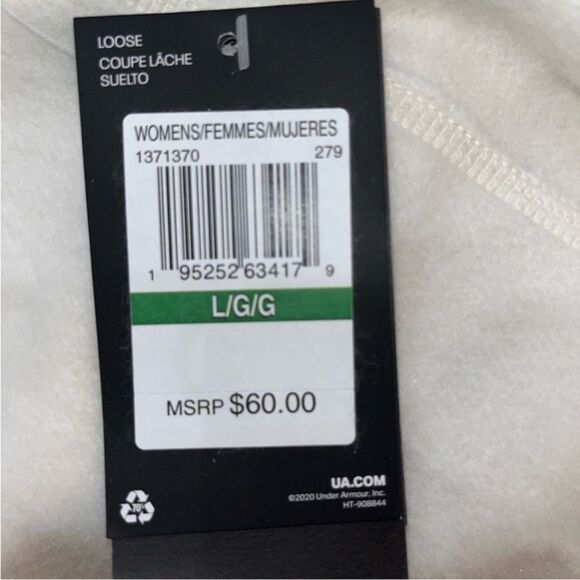 LOOSE
COUPE LÂCHE
SUELTO
WOMENS/FEMMES/MUJERES
1371370 279
1 95252 63417 9
L/G/G
MSRP $60.00
UA.COM
©2020 Under Armour, Inc.
HT-908844
70%